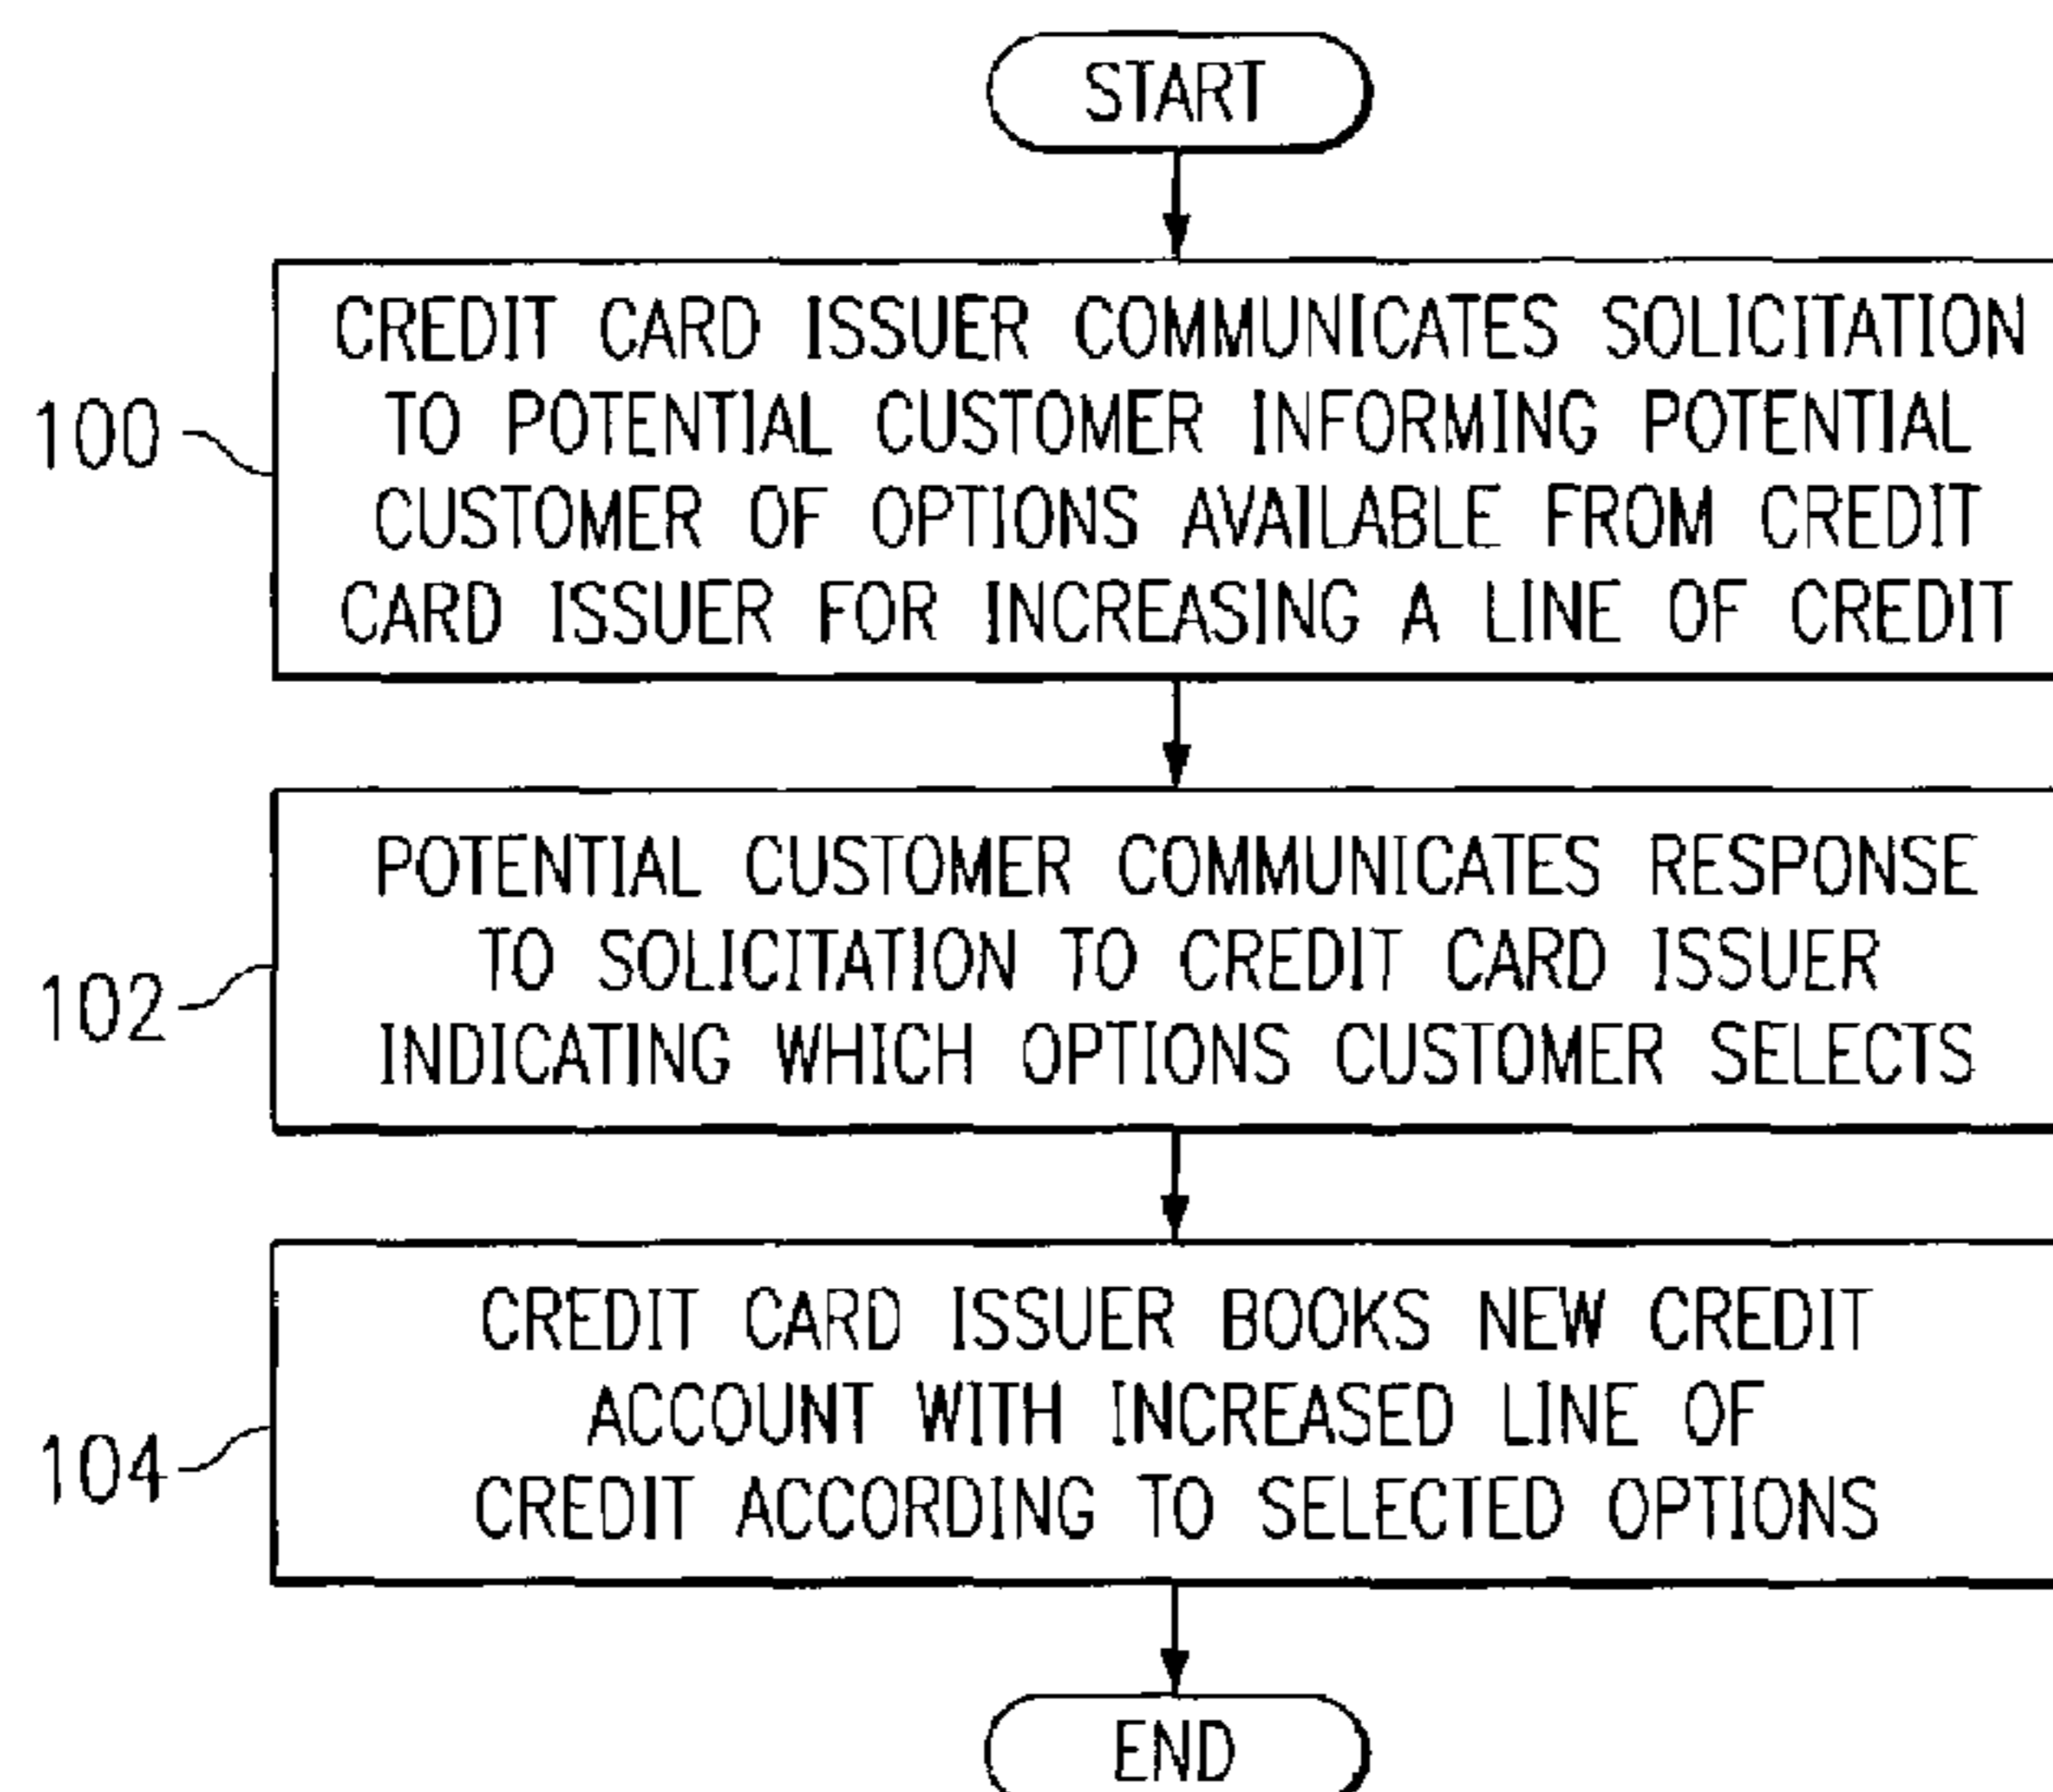 START
CREDIT CARD ISSUER COMMUNICATES SOLICITATION
TO POTENTIAL CUSTOMER INFORMING POTENTIAL
CUSTOMER OF OPTIONS AVAILABLE FROM CREDIT
CARD ISSUER FOR INCREASING A LINE OF CREDIT
100
POTENTIAL CUSTOMER COMMUNICATES RESPONSE
TO SOLICITATION TO CREDIT CARD ISSUER
INDICATING WHICH OPTIONS CUSTOMER SELECTS
102
CREDIT CARD ISSUER BOOKS NEW CREDIT
ACCOUNT WITH INCREASED LINE OF
CREDIT ACCORDING TO SELECTED OPTIONS
104
END